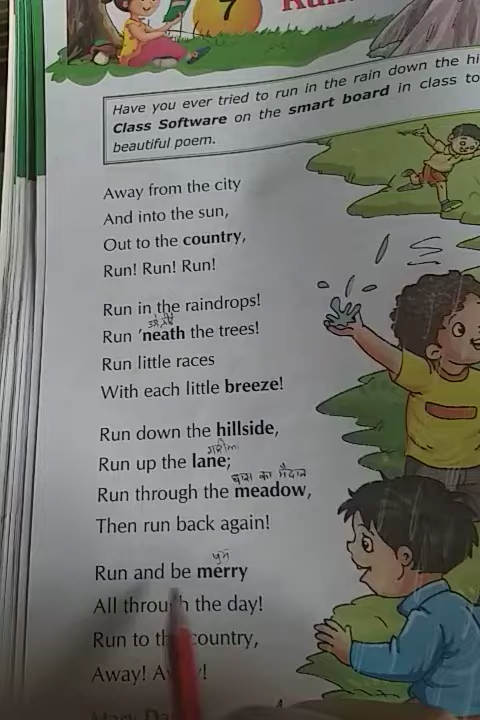 7
Have you ever tried to run in the rain down the
Class Software on the smart board in class to
beautiful poem.
Away from the city
And into the sun,
Out to the country,
Run! Run! Run!
Run in the raindrops!
Run 'neath the trees!
Run little races
With each little breeze!
Run down the hillside,
Run up the lane;
घास का मैदान
Run through the meadow,
Then run back again!
Run and be merry
All through the day!
Run to the country,
Away! Away!